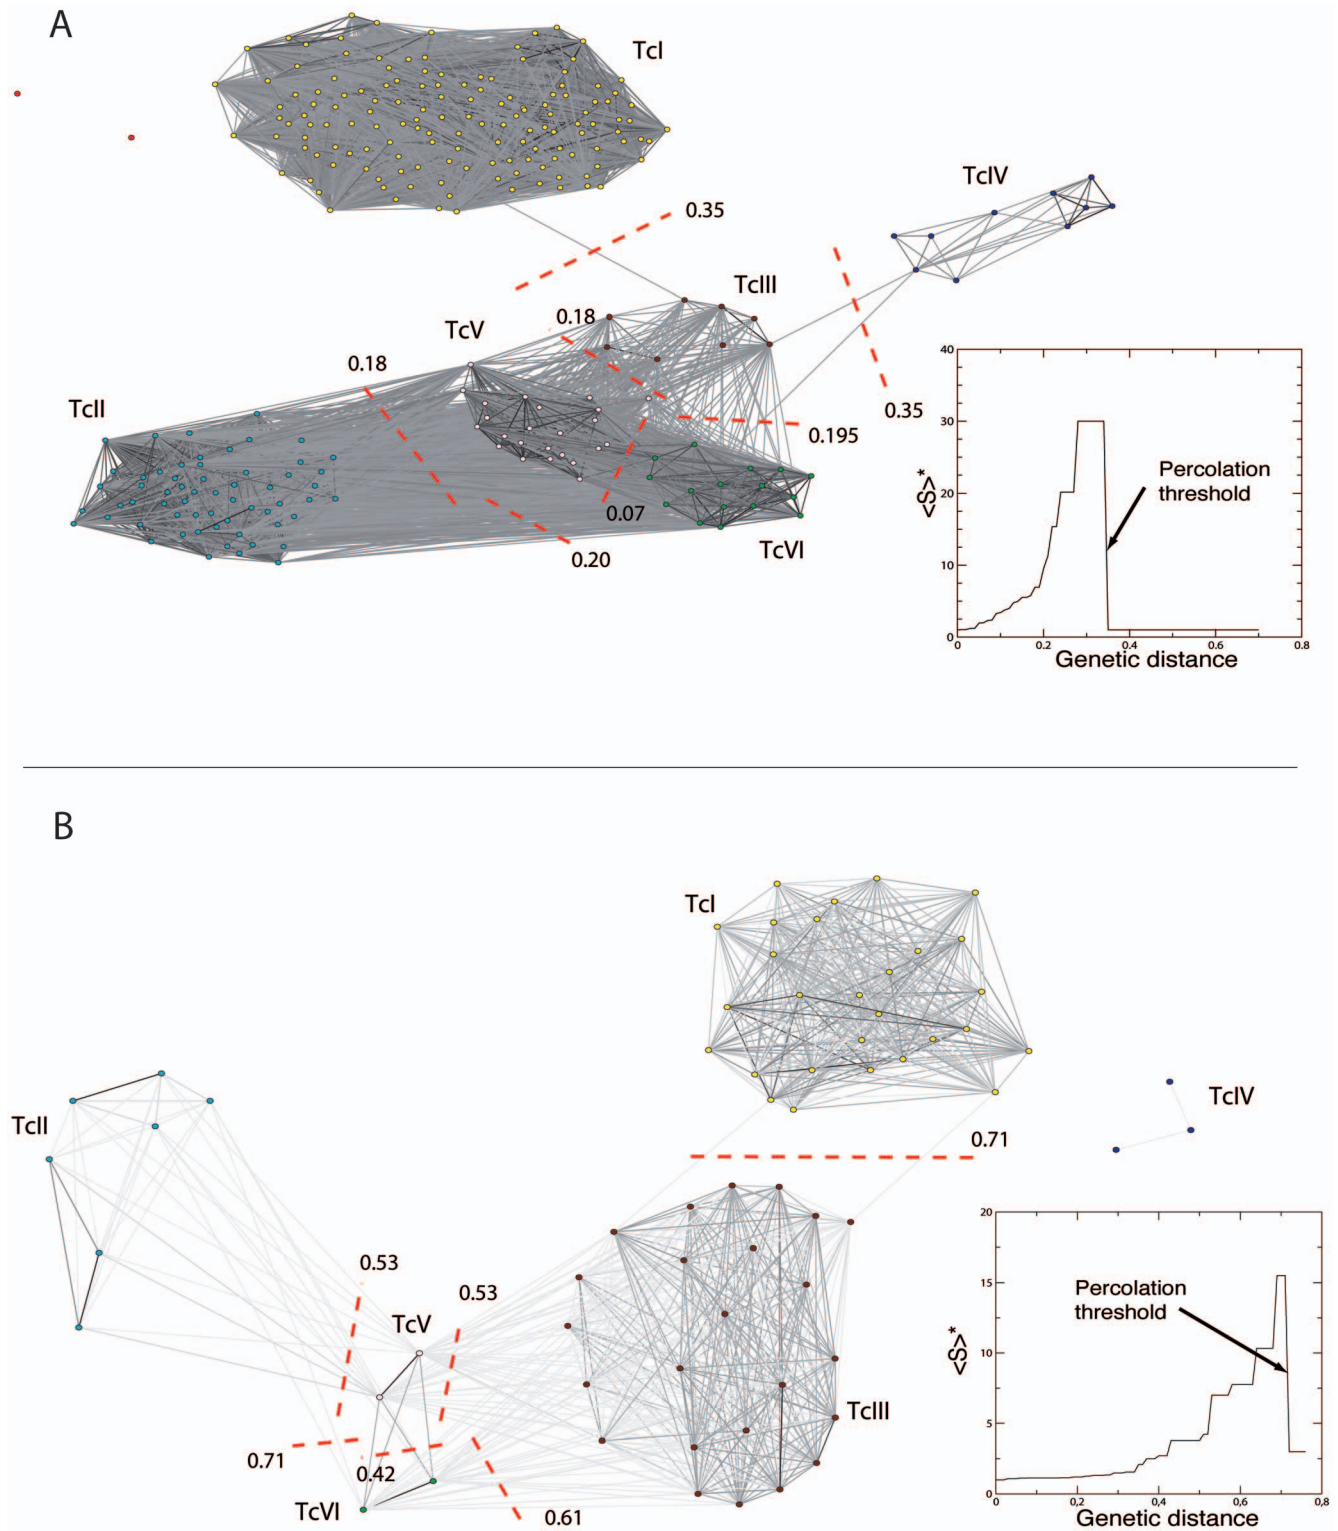 A
TcI
TcIV
0.35
TcIII
0.18
TcV
0.18
TcII
0.35
0.195
0.07
TcVI
0.20
40
30
20
10
0
<S>*
Percolation
threshold
0 0.2 0.4 0.6 0.8
Genetic distance
B
TcI
TcIV
TcII
0.71
0.53
0.53
TcV
TcIII
0.71
0.42
TcVI
0.61
20
15
10
5
0
<S>*
Percolation
threshold
0 0,2 0,4 0,6 0,8
Genetic distance